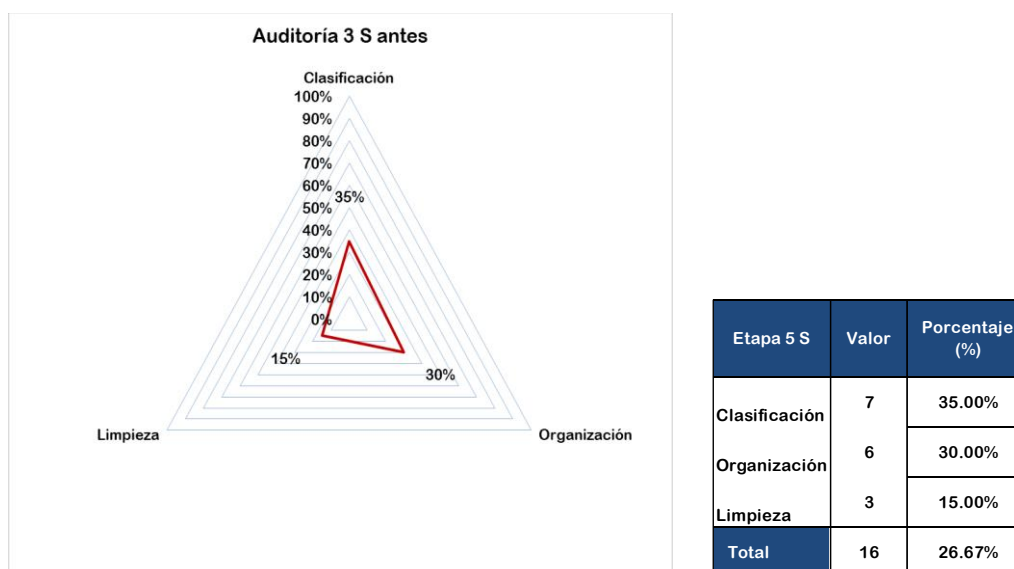 Auditoría 3 S antes
Clasificación
100%
90%
80%
70%
60%
35%
50%
40%
30%
20%
10%
0%
15%
30%
Limpieza
Organización
Etapa 5 S Valor Porcentaje (%)
Clasificación 7 35.00%
Organización 6 30.00%
Limpieza 3 15.00%
Total 16 26.67%